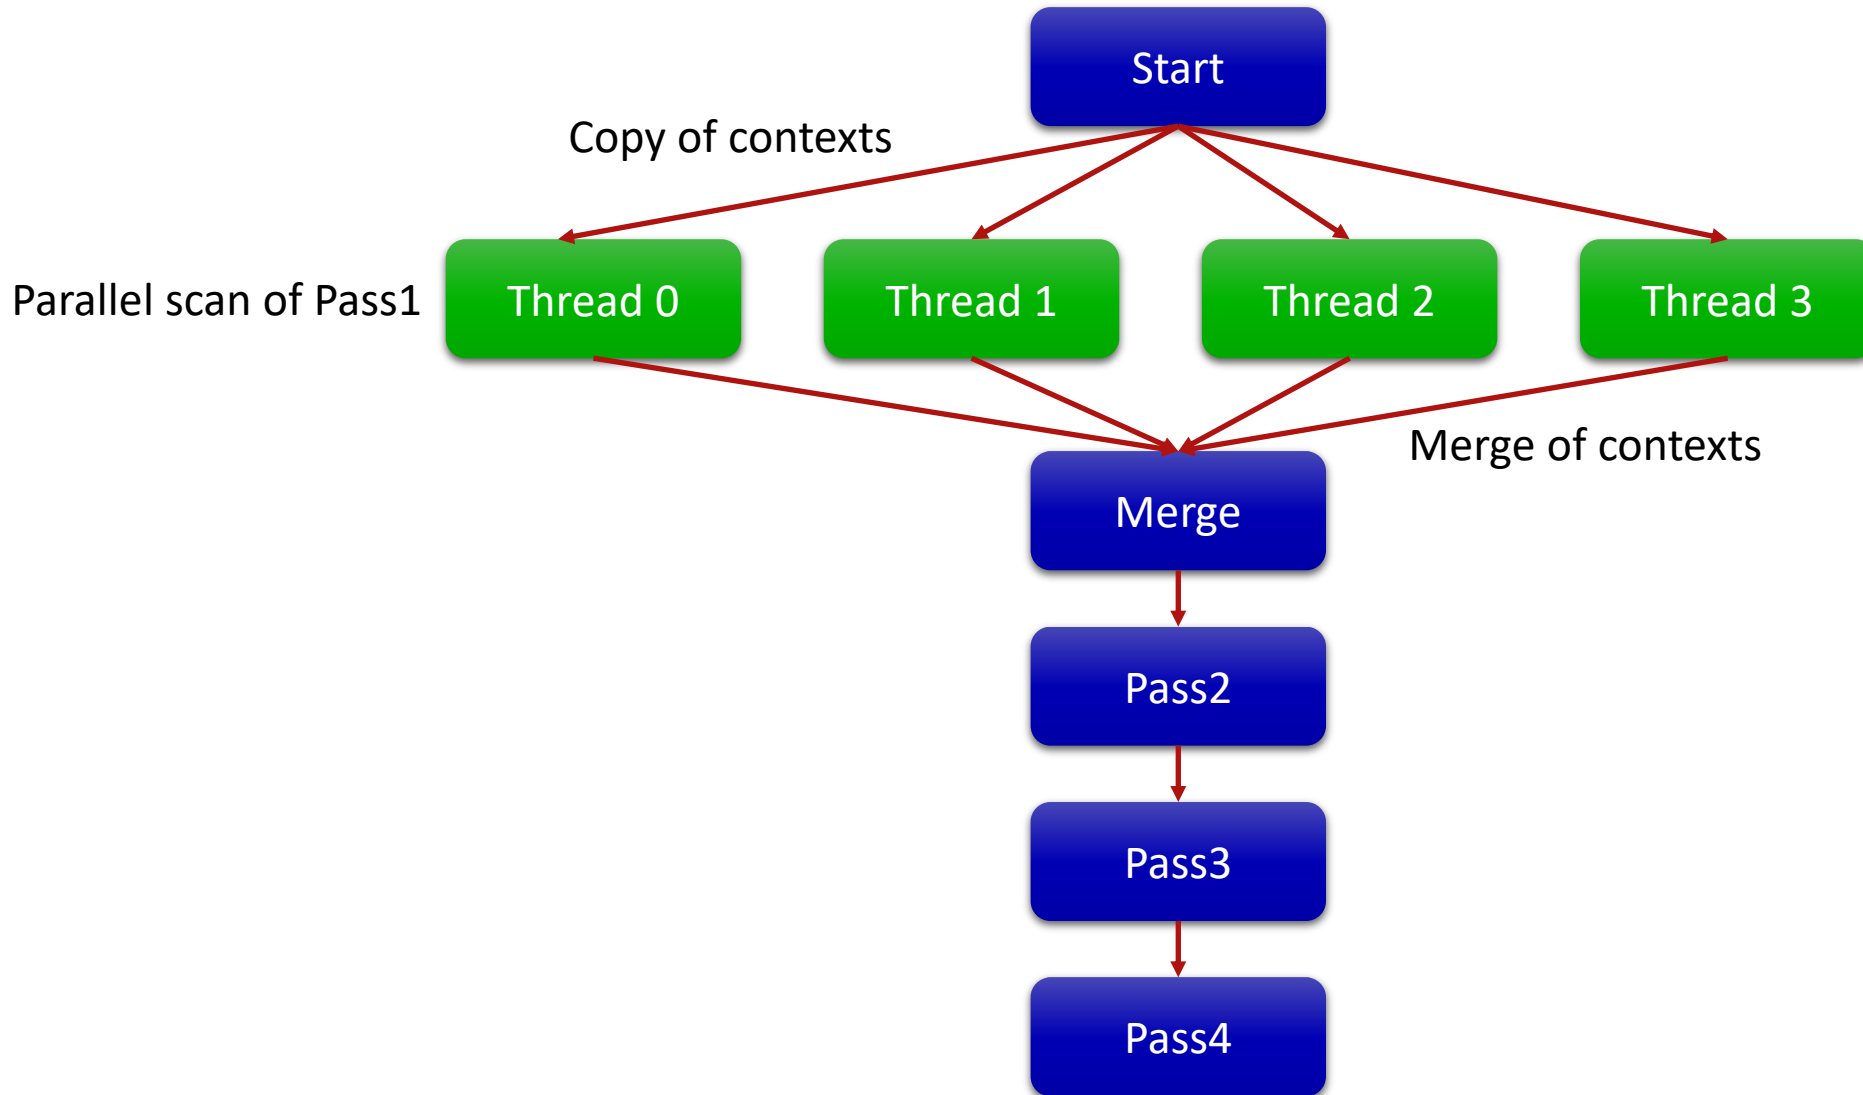 Start
Copy of contexts
Parallel scan of Pass1
Thread 0
Thread 1
Thread 2
Thread 3
Merge of contexts
Merge
Pass2
Pass3
Pass4